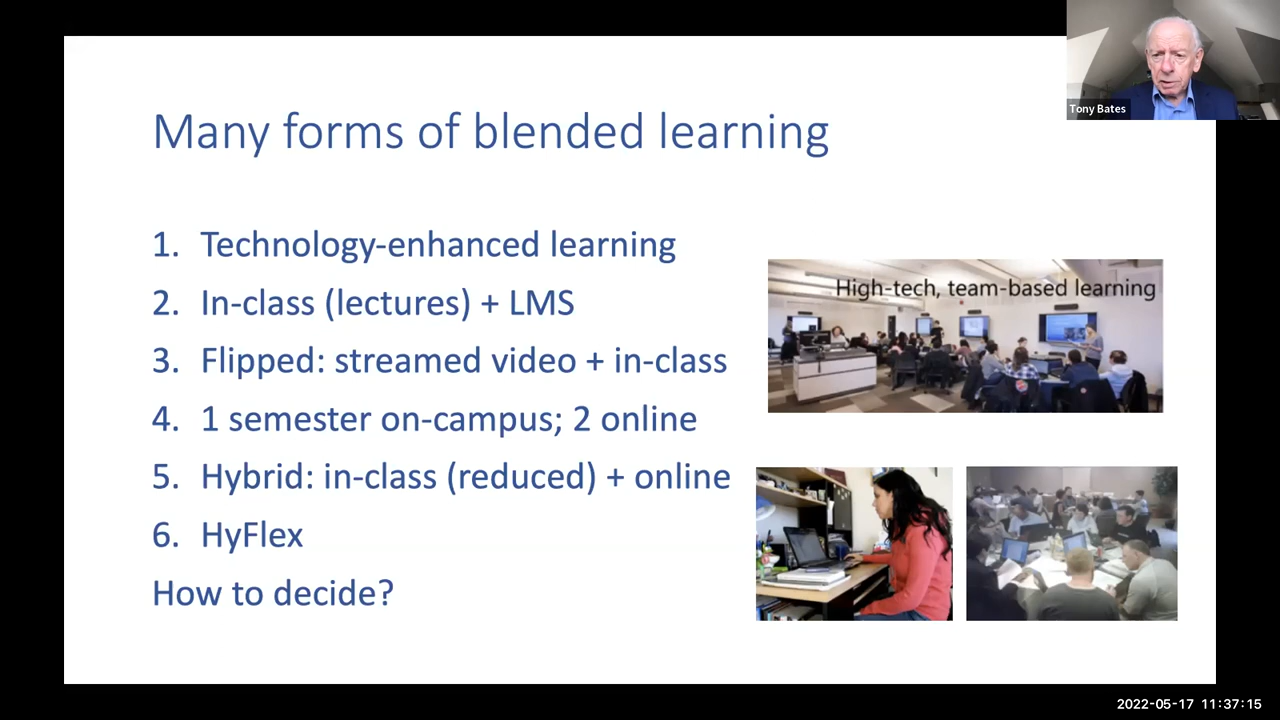 Tony Bates
Many forms of blended learning
1. Technology-enhanced learning
2. In-class (lectures) + LMS
3. Flipped: streamed video + in-class
4. 1 semester on-campus; 2 online
5. Hybrid: in-class (reduced) + online
6. HyFlex
How to decide?
High-tech, team-based learning
2022-05-17 11:37:15